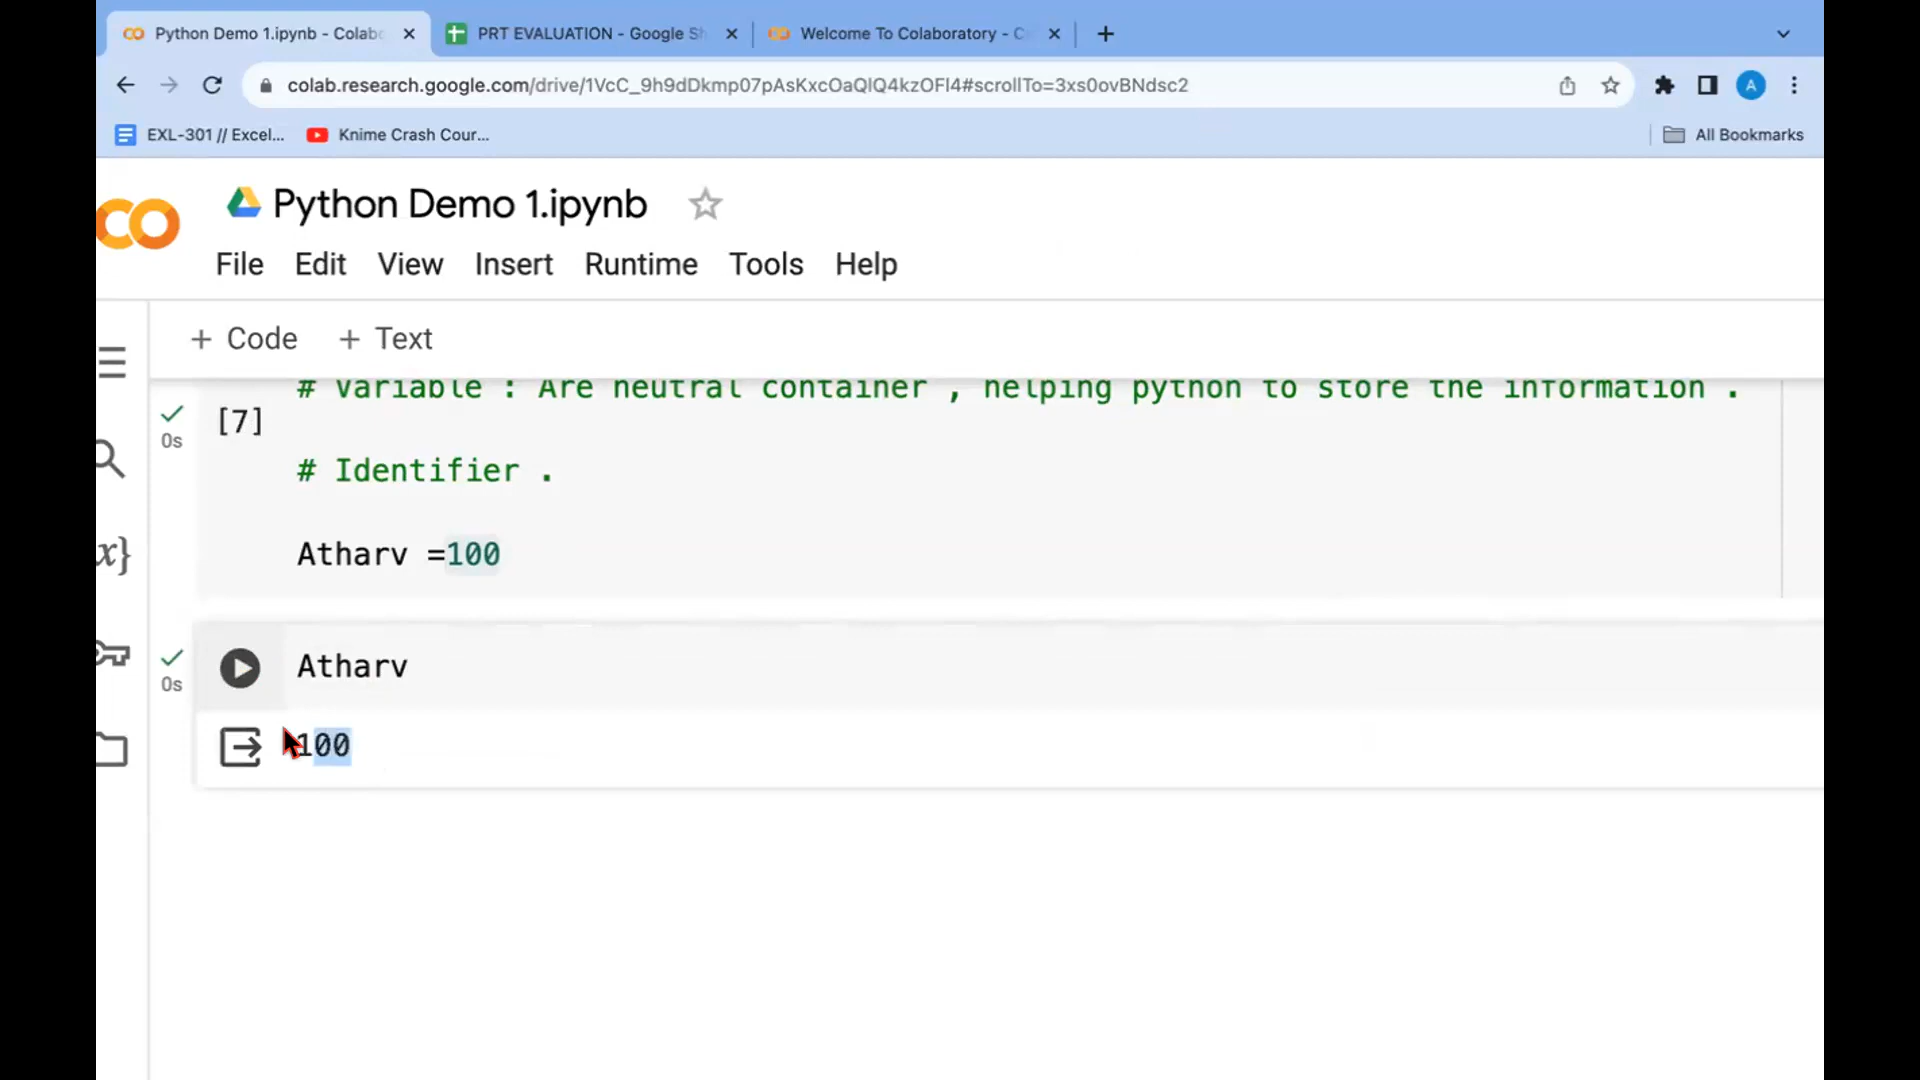 Python Demo 1.ipynb - Colab
PRT EVALUATION - Google Sh
Welcome To Colaboratory - C
colab.research.google.com/drive/1VcC_9h9dDkmp07pAsKxcOaQlQ4kzOFl4#scrollTo=3xs0ovBNdsc2
A
EXL-301 // Excel...
Knime Crash Cour...
All Bookmarks
Python Demo 1.ipynb
File Edit View Insert Runtime Tools Help
+ Code + Text
# Variable : Are neutral container , helping python to store the information .
0s
[7]
# Identifier .
Atharv =100
Atharv
0s
100